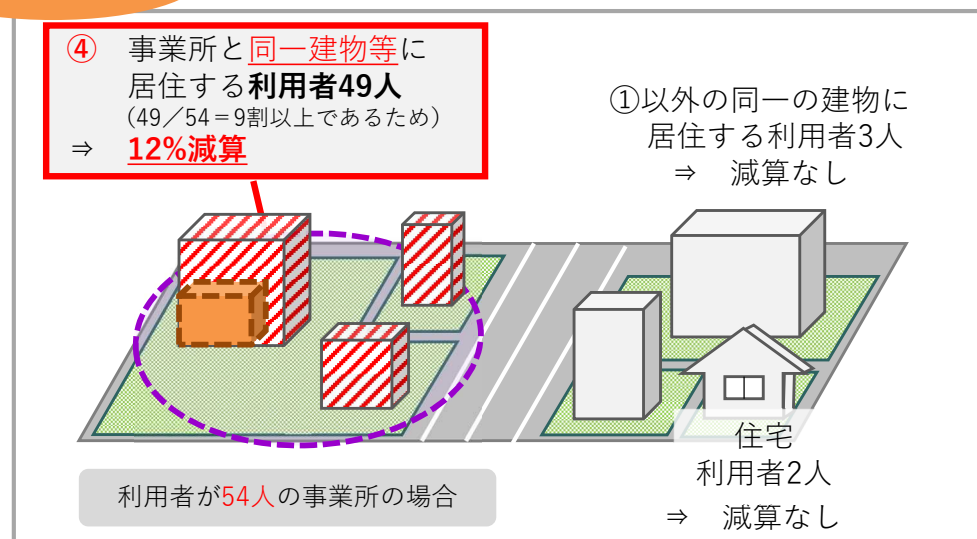 ④ 事業所と同一建物等に
居住する利用者49人
(49／54＝9割以上であるため)
⇒ 12%減算
①以外の同一の建物に
居住する利用者3人
⇒ 減算なし
住宅
利用者2人
⇒ 減算なし
利用者が54人の事業所の場合